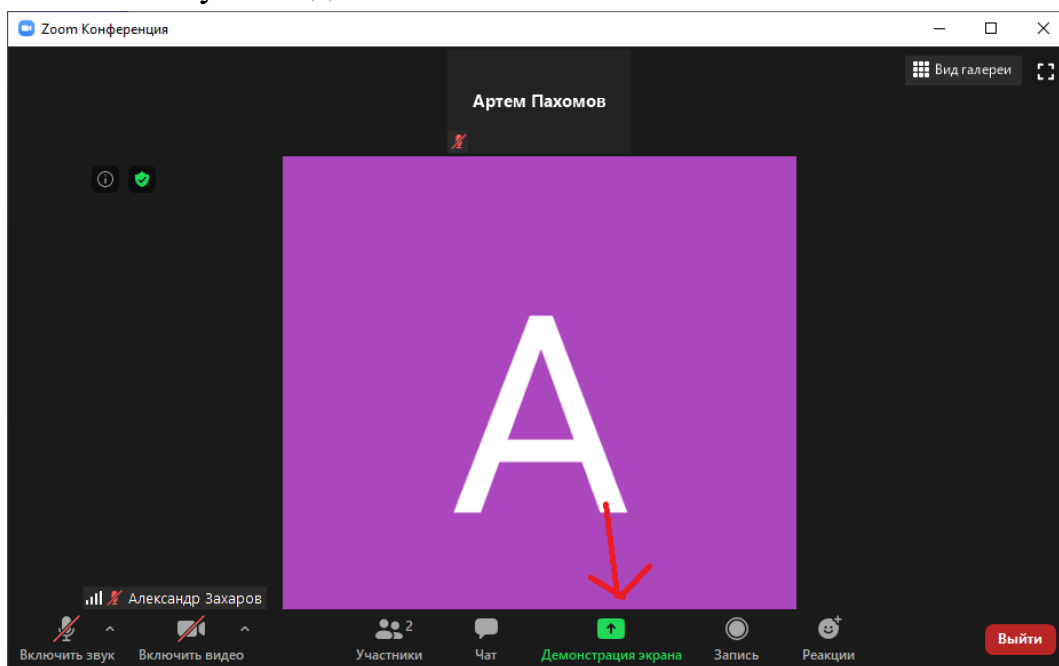 Zoom Конференция
Вид галереи
Артем Пахомов
А
Александр Захаров
2
Включить звук Включить видео Участники Чат Демонстрация экрана Запись Реакции Выйти